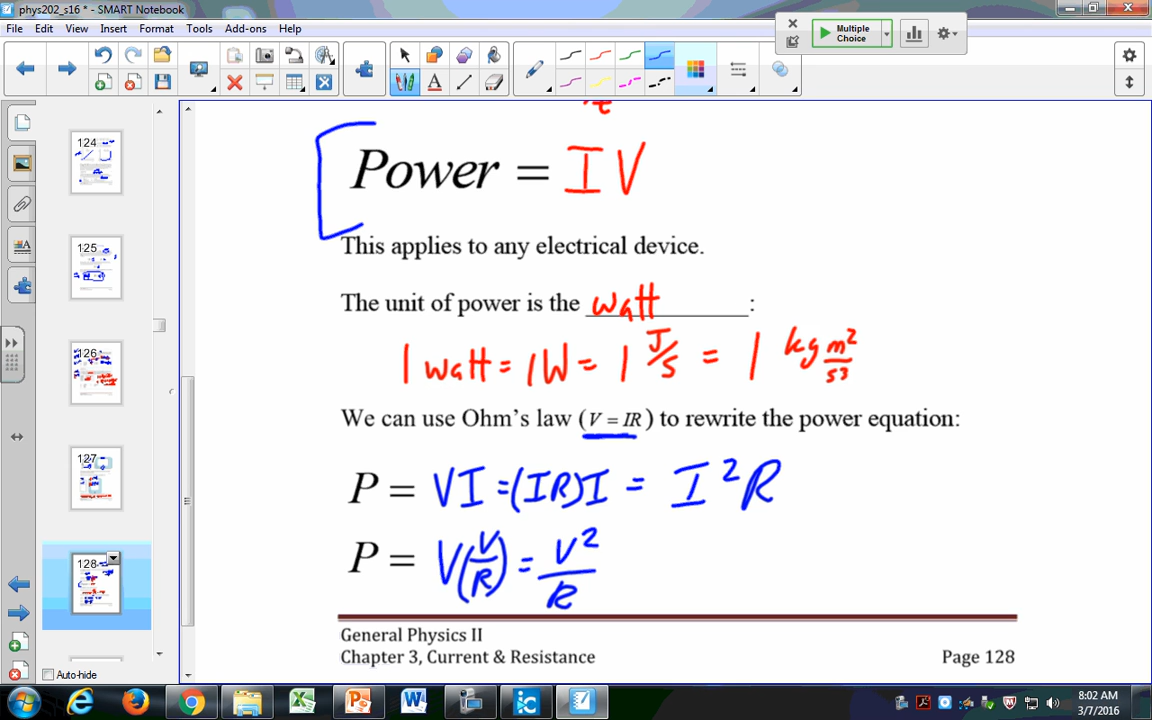 phys202_s16 * - SMART Notebook
File Edit View Insert Format Tools Add-ons Help
Multiple Choice
124
125
126
127
128
Auto-hide
t
Power = I V
This applies to any electrical device.
The unit of power is the watt :
1 watt = 1W = 1 J/s = 1 kg m²/s³
We can use Ohm's law (V = IR) to rewrite the power equation:
P = VI = (IR)I = I²R
P = V(V/R) = V²/R
General Physics II
Chapter 3, Current & Resistance Page 128
8:02 AM
3/7/2016